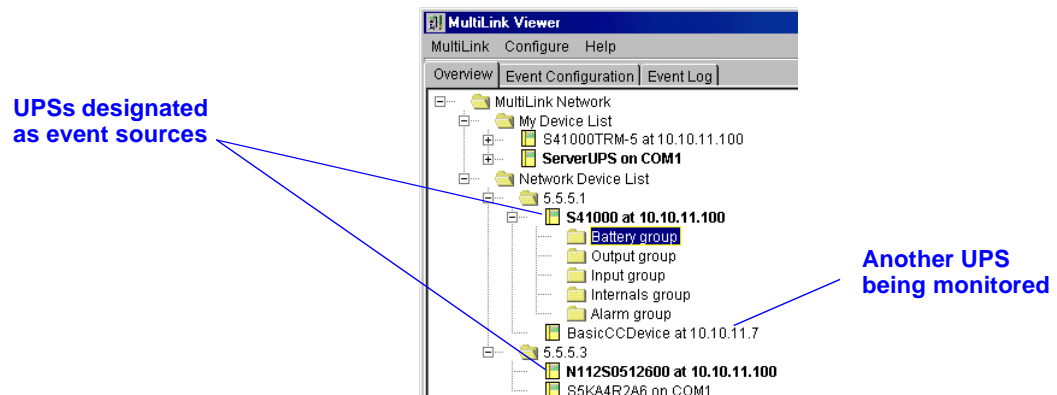 MultiLink Viewer
MultiLink Configure Help
Overview Event Configuration Event Log
UPSs designated
as event sources
MultiLink Network
My Device List
S41000TRM-5 at 10.10.11.100
ServerUPS on COM1
Network Device List
5.5.5.1
S41000 at 10.10.11.100
Battery group
Output group
Input group
Internals group
Alarm group
BasicCCDevice at 10.10.11.7
Another UPS
being monitored
5.5.5.3
N112S0512600 at 10.10.11.100
S5KA4R2A6 on COM1